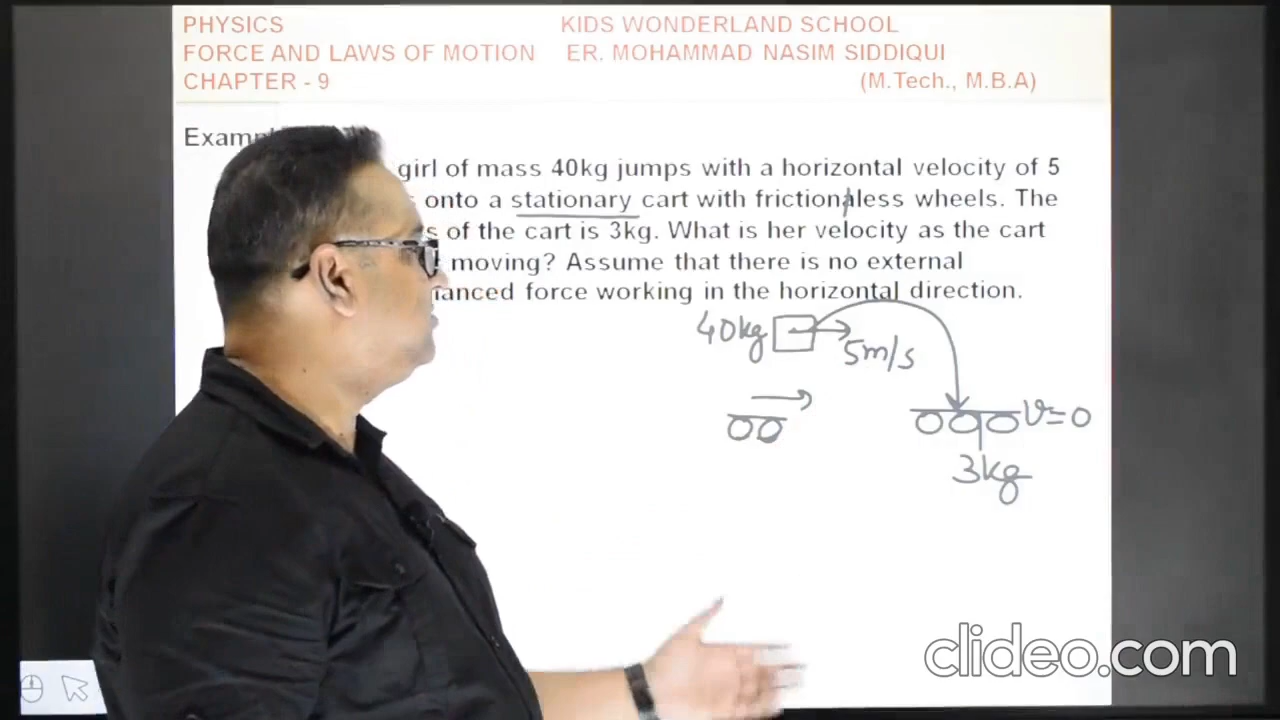 PHYSICS KIDS WONDERLAND SCHOOL
FORCE AND LAWS OF MOTION ER. MOHAMMAD NASIM SIDDIQUI
CHAPTER - 9 (M.Tech., M.B.A)
girl of mass 40kg jumps with a horizontal velocity of 5
onto a stationary cart with frictionless wheels. The
of the cart is 3kg. What is her velocity as the cart
moving? Assume that there is no external
force working in the horizontal direction.
40kg
5m/s
v=0
3kg
clideo.com